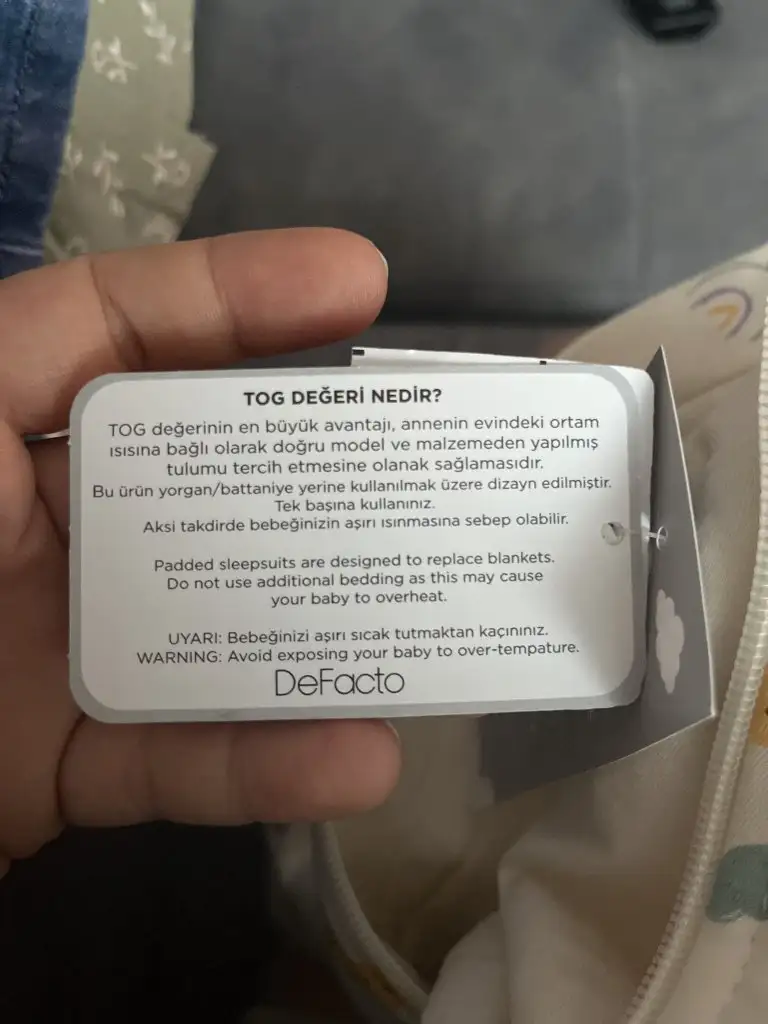 TOG DEĞERİ NEDİR?
TOG değerinin en büyük avantajı, annenin evindeki ortam
ısısına bağlı olarak doğru model ve malzemeden yapılmış
tulumu tercih etmesine olanak sağlamasıdır.
Bu ürün yorgan/battaniye yerine kullanılmak üzere dizayn edilmiştir.
Tek başına kullanınız.
Aksi takdirde bebeğinizin aşırı ısınmasına sebep olabilir.
Padded sleepsuits are designed to replace blankets.
Do not use additional bedding as this may cause
your baby to overheat.
UYARI: Bebeğinizi aşırı sıcak tutmaktan kaçınınız.
WARNING: Avoid exposing your baby to over-tempature.
DeFacto